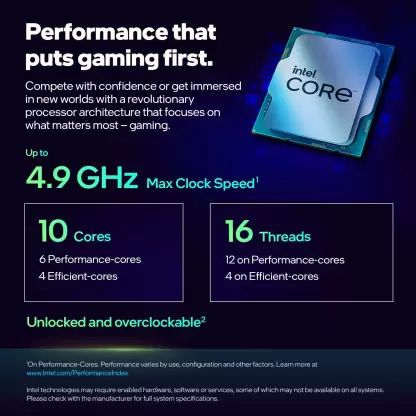 Performance that
puts gaming first.
Compete with confidence or get immersed
in new worlds with a revolutionary
processor architecture that focuses on
what matters most – gaming.
intel
CORE™
Up to
4.9 GHz Max Clock Speed¹
10 Cores
6 Performance-cores
4 Efficient-cores
16 Threads
12 on Performance-cores
4 on Efficient-cores
Unlocked and overclockable²
¹On Performance-Cores. Performance varies by use, configuration and other factors. Learn more at
www.Intel.com/PerformanceIndex.
Intel technologies may require enabled hardware, software or services, some of which may not be available on all systems.
Please check with the manufacturer for full system specifications.